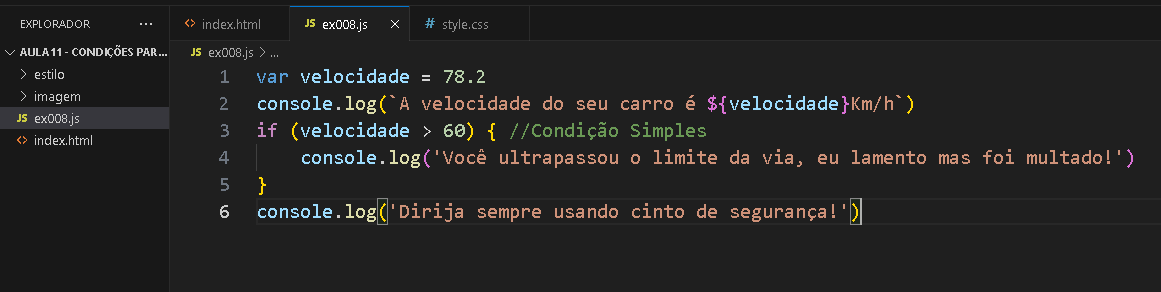 EXPLORADOR ...
AULA11 - CONDIÇÕES PAR...
estilo
imagem
JS ex008.js
<> index.html
<> index.html
JS ex008.js ×
# style.css
JS ex008.js > ...
1 var velocidade = 78.2
2 console.log(`A velocidade do seu carro é ${velocidade}Km/h`)
3 if (velocidade > 60) { //Condição Simples
4 console.log('Você ultrapassou o limite da via, eu lamento mas foi multado!')
5 }
6 console.log('Dirija sempre usando cinto de segurança!')